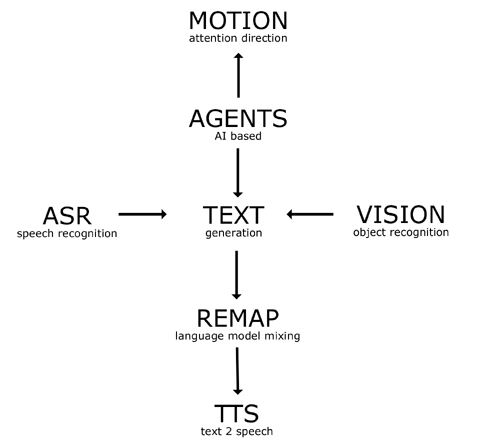 MOTION
attention direction
AGENTS
AI based
ASR
speech recognition
TEXT
generation
VISION
object recognition
REMAP
language model mixing
TTS
text 2 speech